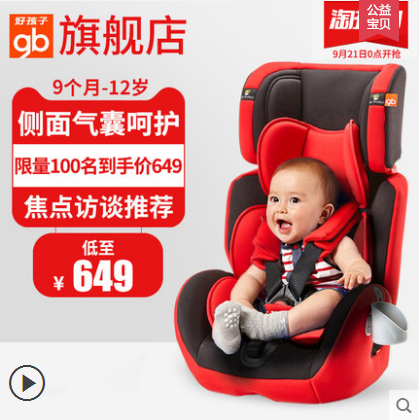 好孩子
gb
旗舰店
公益
宝贝
9月21日0点开抢
9个月-12岁
侧面气囊呵护
限量100名到手价649
焦点访谈推荐
低至
¥649
gb